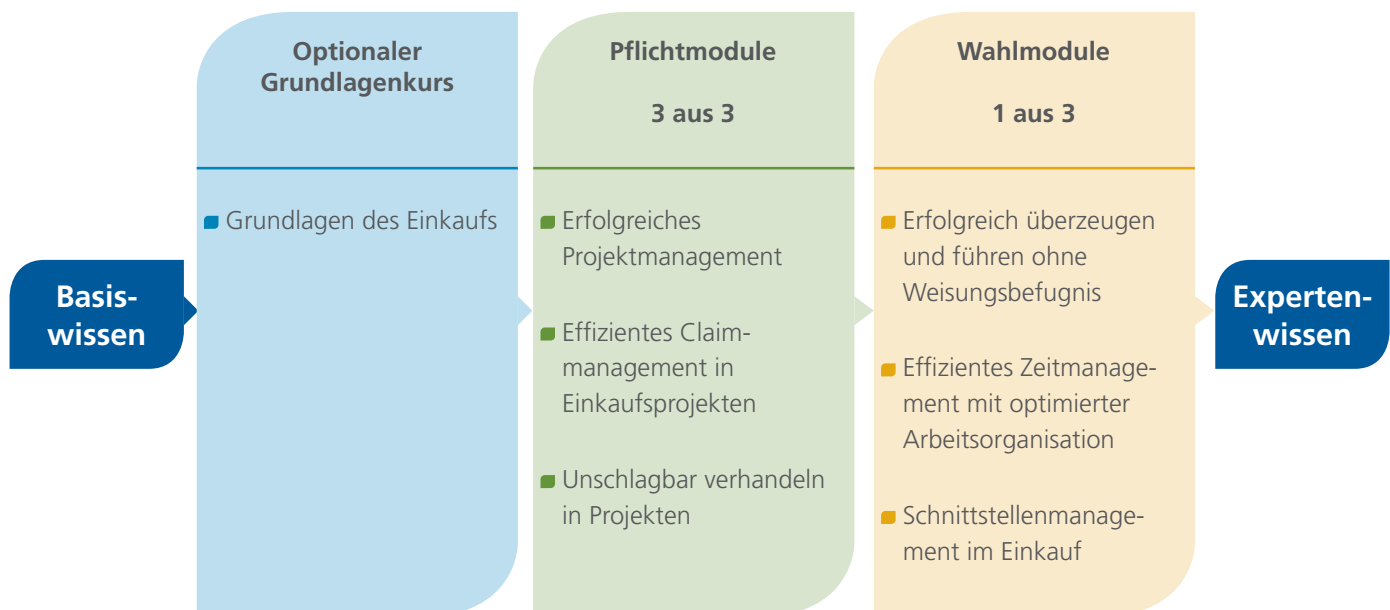 Basis-
wissen
Optionaler
Grundlagenkurs
Grundlagen des Einkaufs
Pflichtmodule
3 aus 3
Erfolgreiches
Projektmanagement
Effizientes Claim-
management in
Einkaufsprojekten
Unschlagbar verhandeln
in Projekten
Wahlmodule
1 aus 3
Erfolgreich überzeugen
und führen ohne
Weisungsbefugnis
Effizientes Zeitmanage-
ment mit optimierter
Arbeitsorganisation
Schnittstellenmanage-
ment im Einkauf
Experten-
wissen